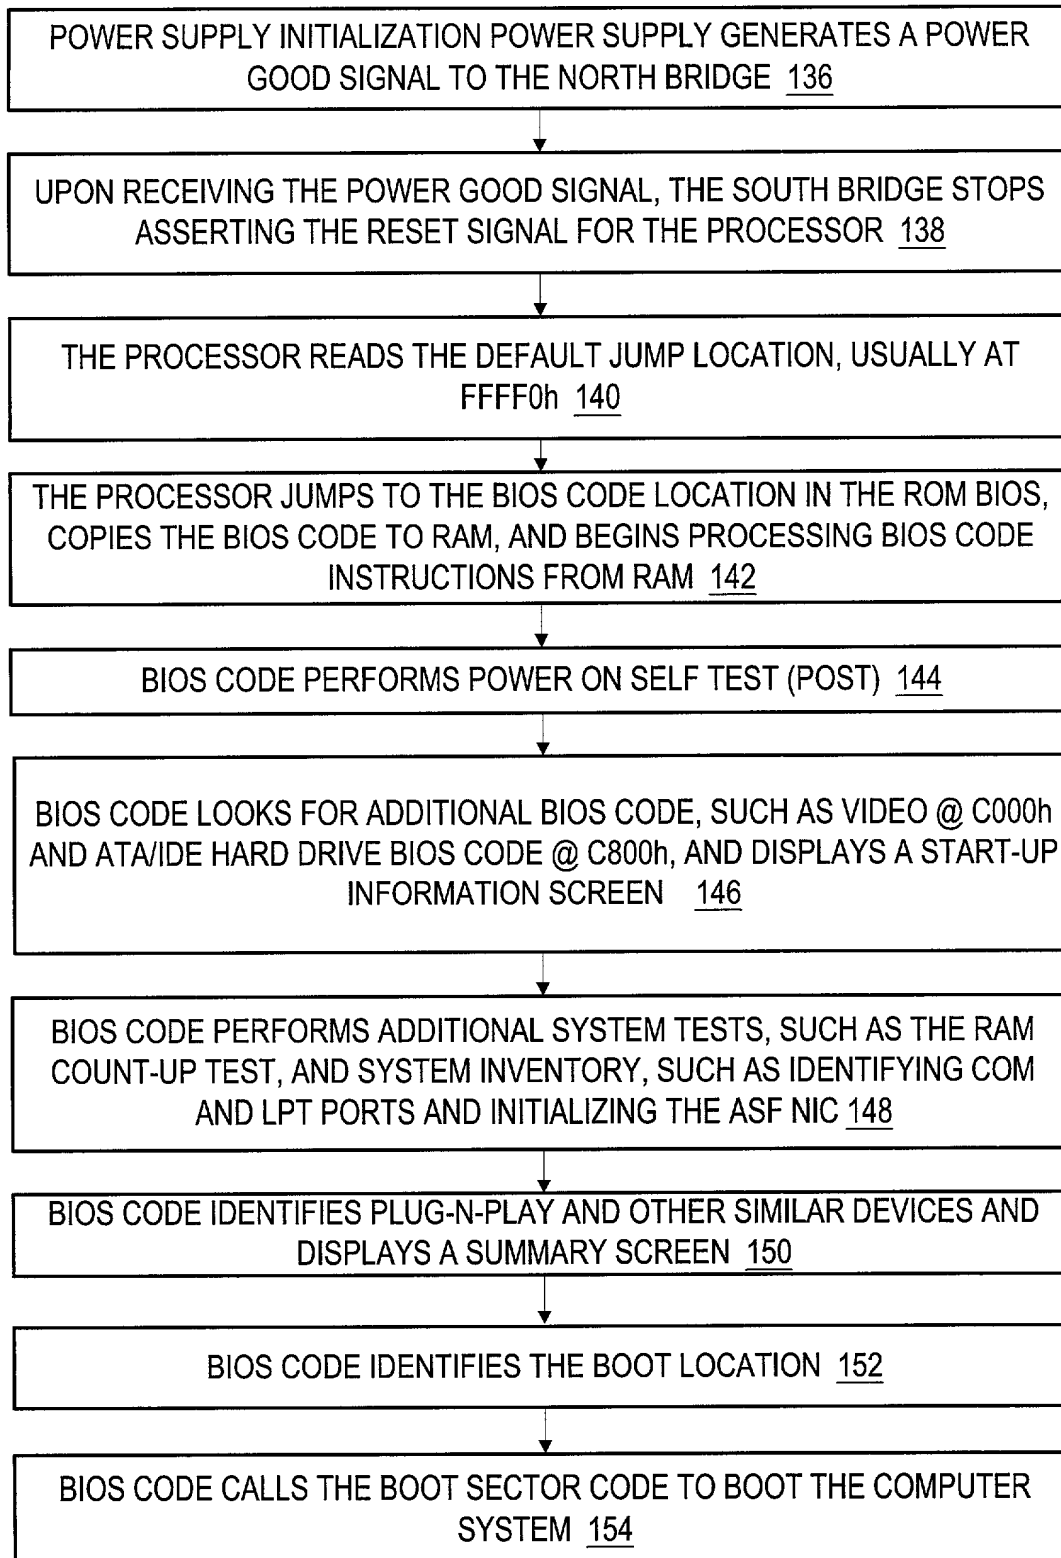 POWER SUPPLY INITIALIZATION POWER SUPPLY GENERATES A POWER
GOOD SIGNAL TO THE NORTH BRIDGE 136
UPON RECEIVING THE POWER GOOD SIGNAL, THE SOUTH BRIDGE STOPS
ASSERTING THE RESET SIGNAL FOR THE PROCESSOR 138
THE PROCESSOR READS THE DEFAULT JUMP LOCATION, USUALLY AT
FFFF0h 140
THE PROCESSOR JUMPS TO THE BIOS CODE LOCATION IN THE ROM BIOS,
COPIES THE BIOS CODE TO RAM, AND BEGINS PROCESSING BIOS CODE
INSTRUCTIONS FROM RAM 142
BIOS CODE PERFORMS POWER ON SELF TEST (POST) 144
BIOS CODE LOOKS FOR ADDITIONAL BIOS CODE, SUCH AS VIDEO @ C000h
AND ATA/IDE HARD DRIVE BIOS CODE @ C800h, AND DISPLAYS A START-UP
INFORMATION SCREEN 146
BIOS CODE PERFORMS ADDITIONAL SYSTEM TESTS, SUCH AS THE RAM
COUNT-UP TEST, AND SYSTEM INVENTORY, SUCH AS IDENTIFYING COM
AND LPT PORTS AND INITIALIZING THE ASF NIC 148
BIOS CODE IDENTIFIES PLUG-N-PLAY AND OTHER SIMILAR DEVICES AND
DISPLAYS A SUMMARY SCREEN 150
BIOS CODE IDENTIFIES THE BOOT LOCATION 152
BIOS CODE CALLS THE BOOT SECTOR CODE TO BOOT THE COMPUTER
SYSTEM 154